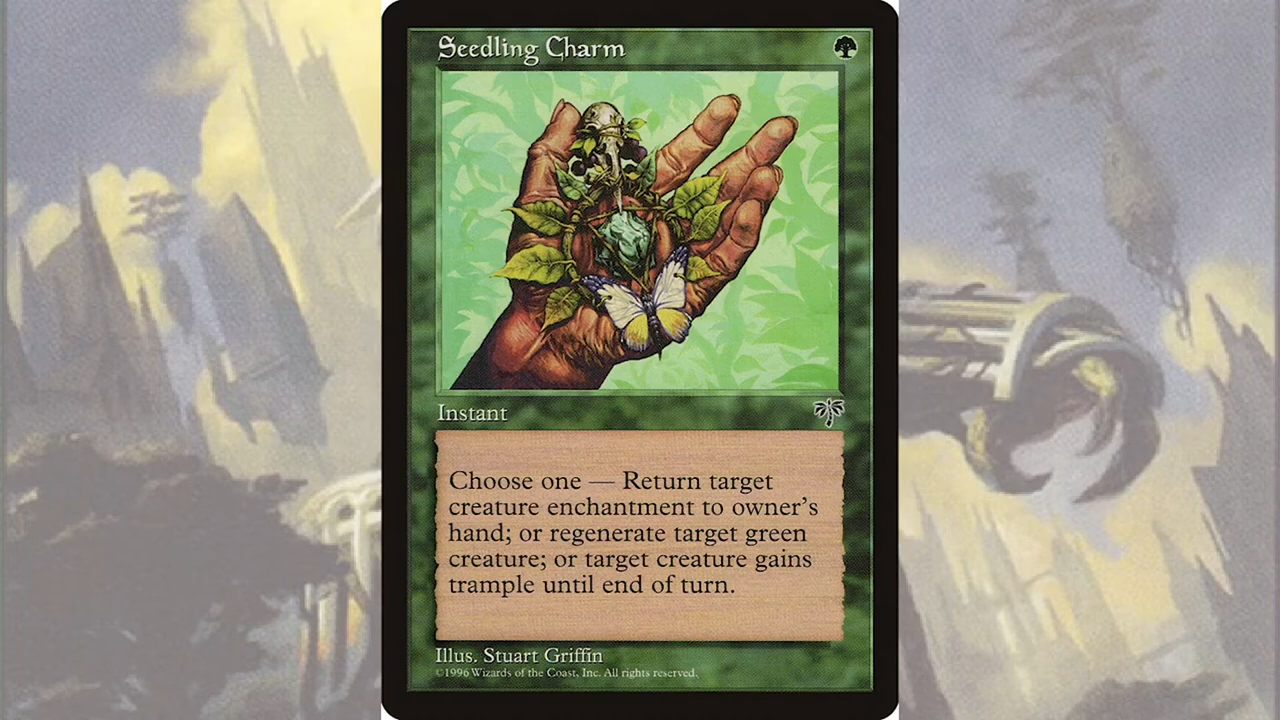 Seedling Charm
Instant
Choose one — Return target
creature enchantment to owner's
hand; or regenerate target green
creature; or target creature gains
trample until end of turn.
Illus. Stuart Griffin
©1996 Wizards of the Coast, Inc. All rights reserved.